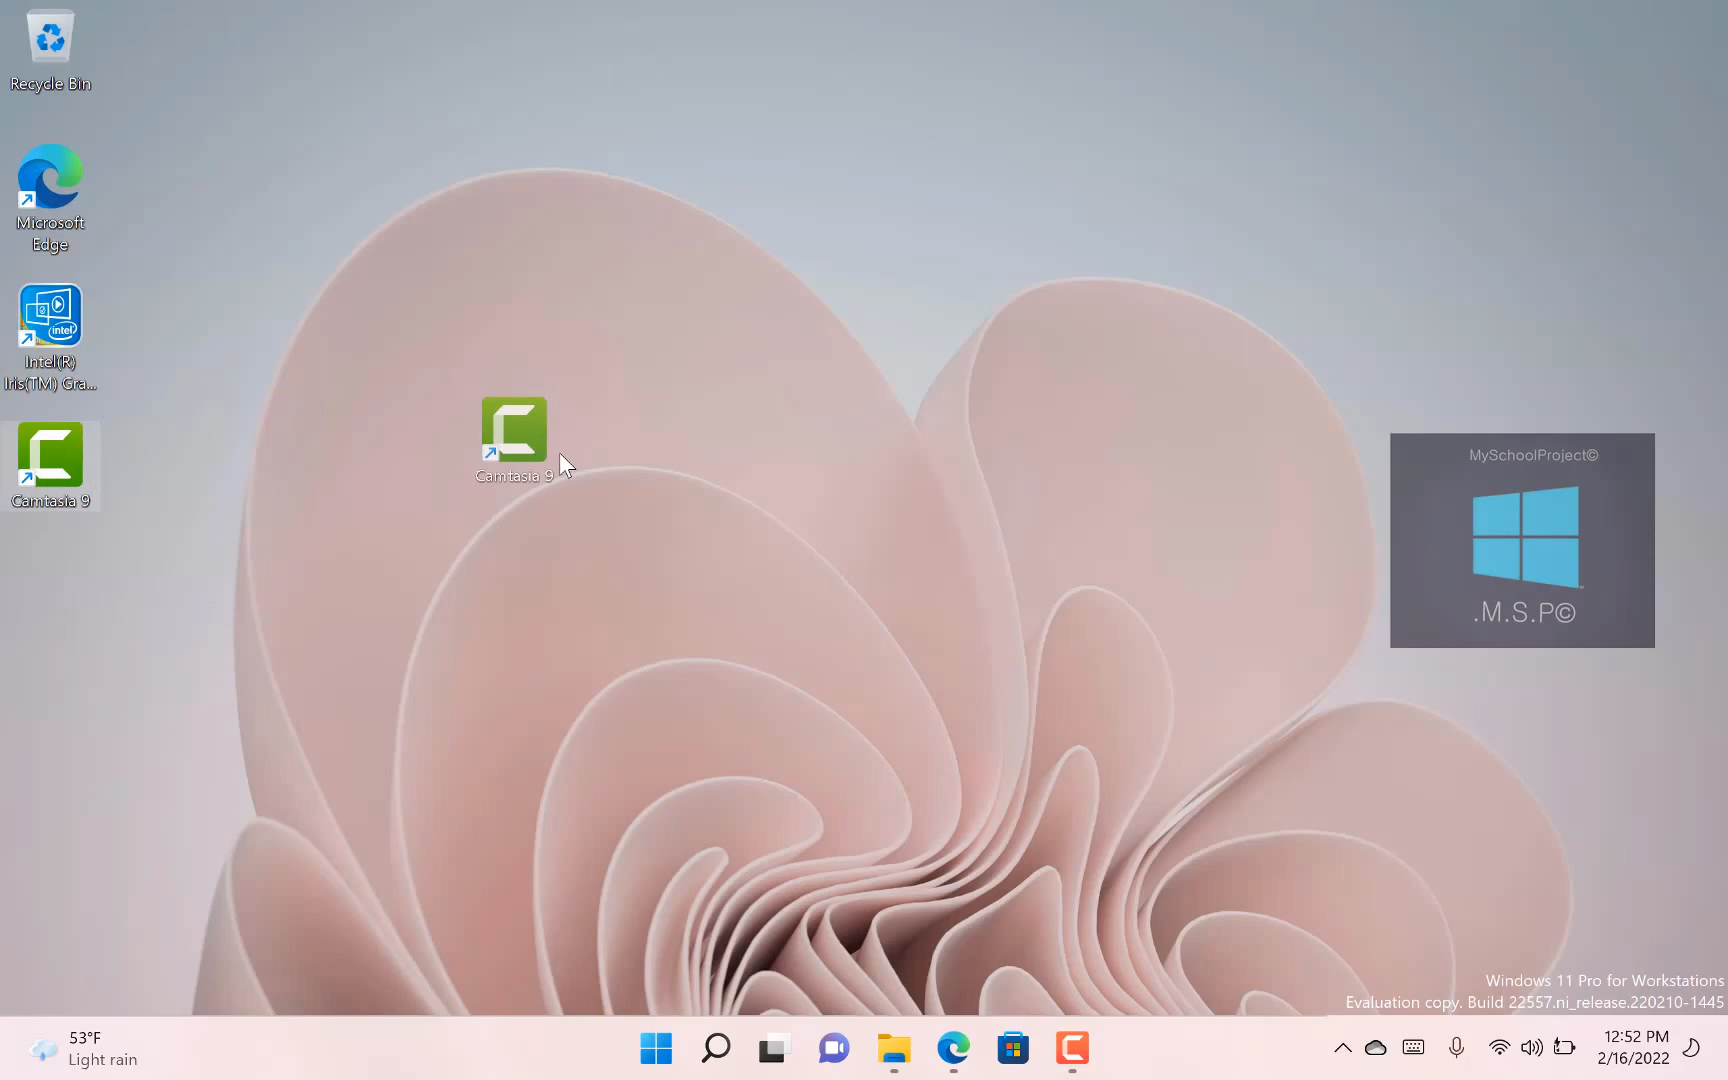 Recycle Bin
Microsoft
Edge
intel
Intel(R)
Iris(TM) Gra...
Camtasia 9
Camtasia 9
MySchoolProject©
.M.S.P©
Windows 11 Pro for Workstations
Evaluation copy. Build 22557.ni_release.220210-1445
53°F
Light rain
12:52 PM
2/16/2022